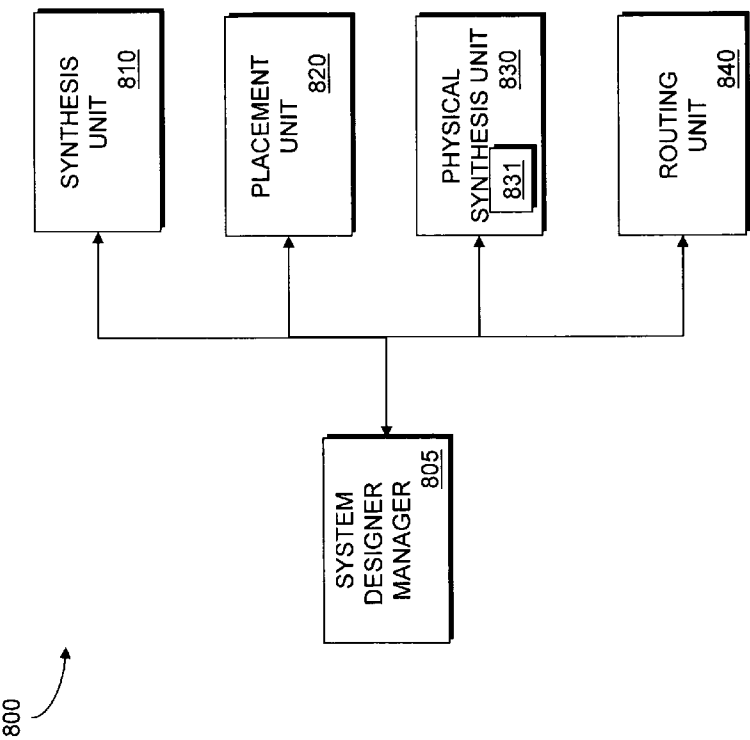 800
SYSTEM
DESIGNER
MANAGER
805
SYNTHESIS
UNIT
810
PLACEMENT
UNIT
820
PHYSICAL
SYNTHESIS UNIT
831
830
ROUTING
UNIT
840